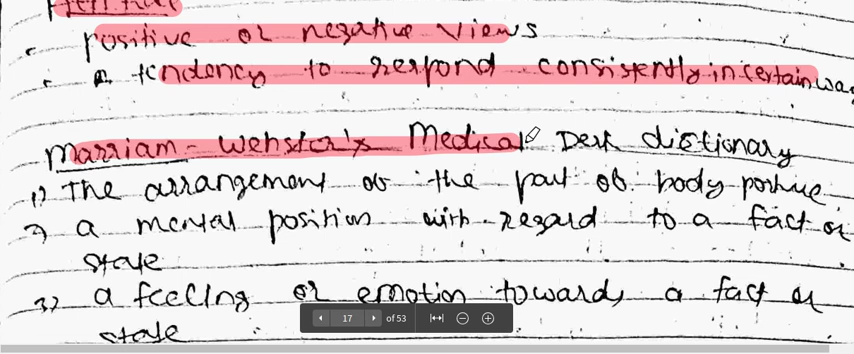 positive or negative views
a tendency to respond consistently in certain way
Marriam-Webster's Medical Desk dictionary
1) The arrangement of the part of body posture
2) a mental position with regard to a fact or
state
3) a feeling or emotion towards a fact or
state
17 of 53